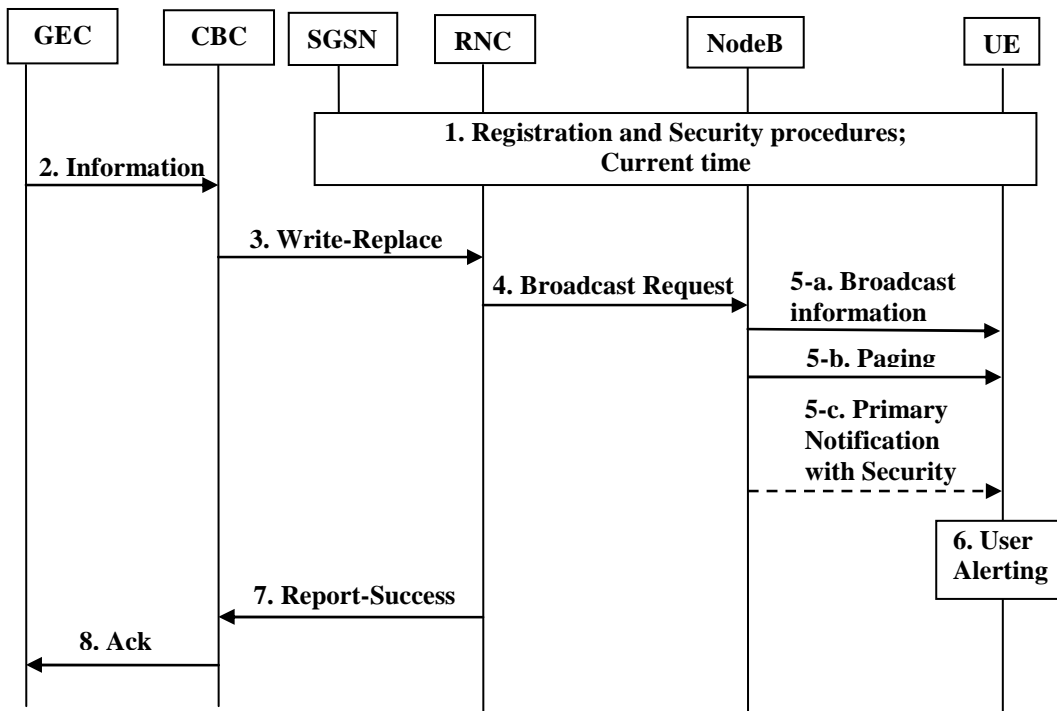 GEC
CBC
SGSN
RNC
NodeB
UE
1. Registration and Security procedures;
Current time
2. Information
3. Write-Replace
4. Broadcast Request
5-a. Broadcast
information
5-b. Paging
5-c. Primary
Notification
with Security
6. User
Alerting
7. Report-Success
8. Ack